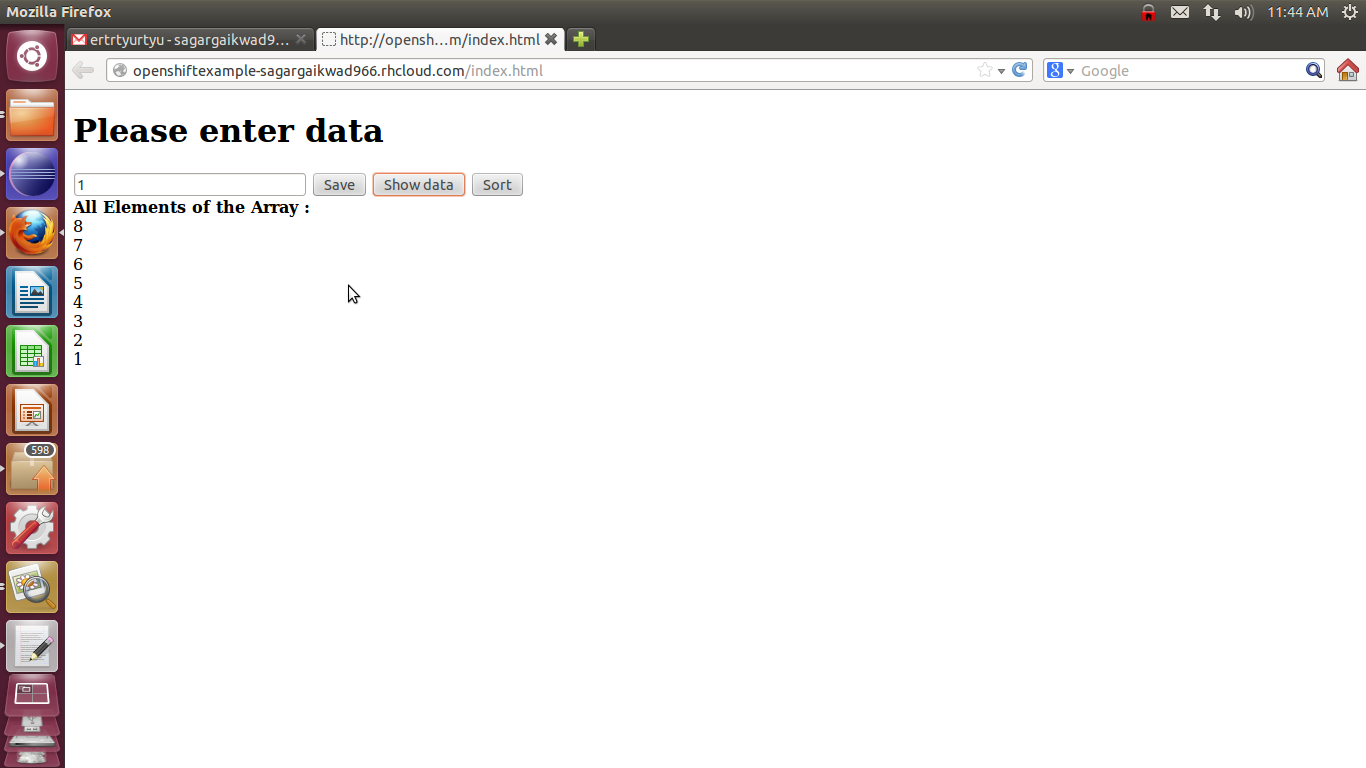 Mozilla Firefox
11:44 AM
ertrtyurtyu - sagargaikwad9...
http://opensh...m/index.html
openshiftexample-sagargaikwad966.rhcloud.com/index.html
Google
Please enter data
1
Save
Show data
Sort
All Elements of the Array :
8
7
6
5
4
3
2
1
598